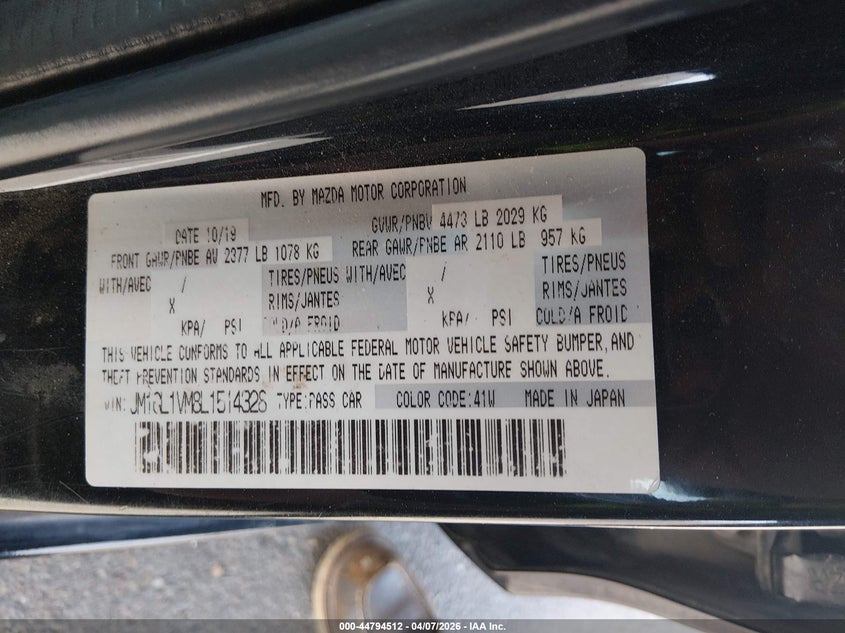 MFD. BY MAZDA MOTOR CORPORATION
DATE 10/19 GVWR/PNBV 4473 LB 2029 KG
FRONT GAWR/PNBE AV 2377 LB 1078 KG REAR GAWR/PNBE AR 2110 LB 957 KG
WITH/AVEC / TIRES/PNEUS WITH/AVEC / TIRES/PNEUS
X RIMS/JANTES X RIMS/JANTES
KPA/ PSI COLD/A FROID KPA/ PSI COLD/A FROID
THIS VEHICLE CONFORMS TO ALL APPLICABLE FEDERAL MOTOR VEHICLE SAFETY BUMPER, AND
THEFT PREVENTION STANDARDS IN EFFECT ON THE DATE OF MANUFACTURE SHOWN ABOVE.
VIN: TYPE:PASS CAR COLOR CODE:41W MADE IN JAPAN
000-44794512 - 04/07/2026 - IAA Inc.